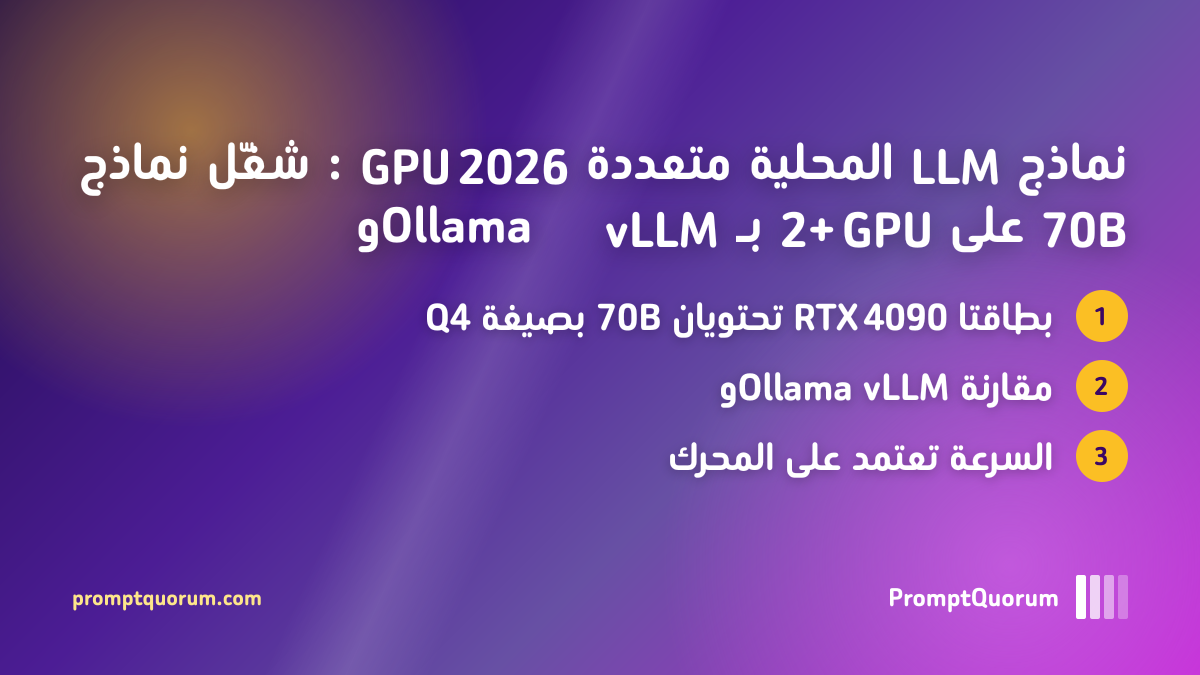 نماذج LLM المحلية متعددة GPU 2026 : شغّل نماذج
70B على GPU +2 بـ vLLM وOllama
1 بطاقتا RTX 4090 تحتويان 70B بصيغة Q4
2 مقارنة vLLM وOllama
3 السرعة تعتمد على المحرك
PromptQuorum
promptquorum.com